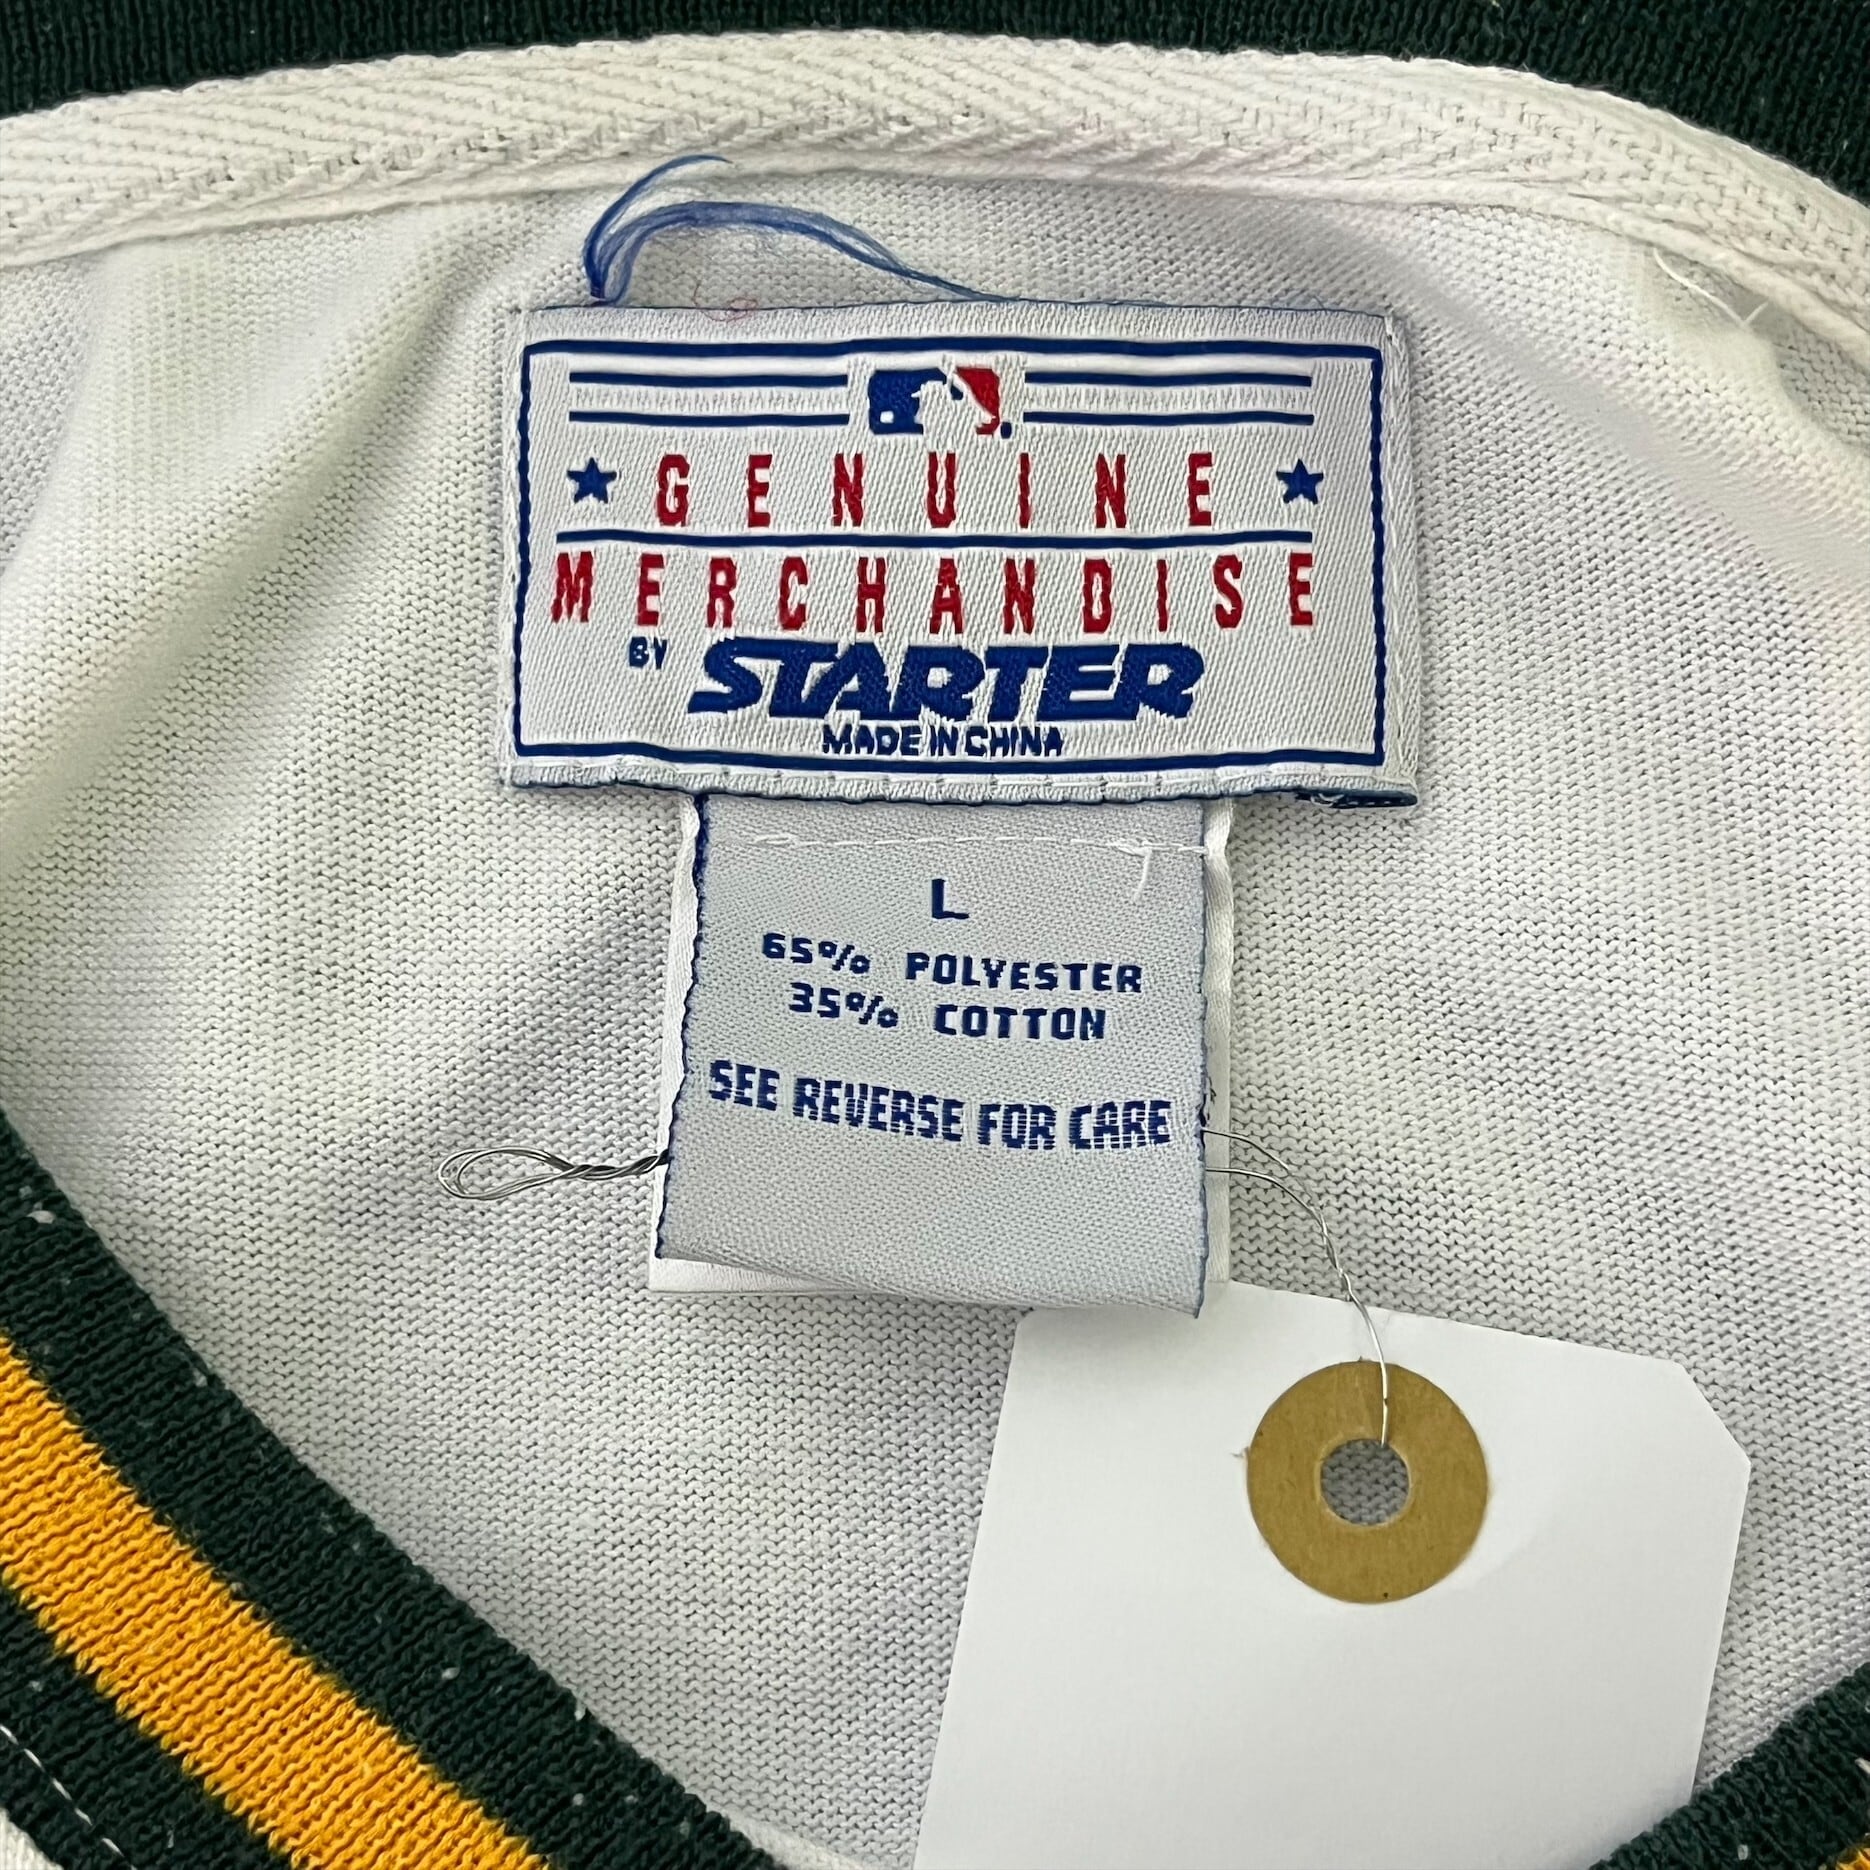 GENUINE
MERCHANDISE
BY STARTER
MADE IN CHINA
L
65% POLYESTER
35% COTTON
SEE REVERSE FOR CARE